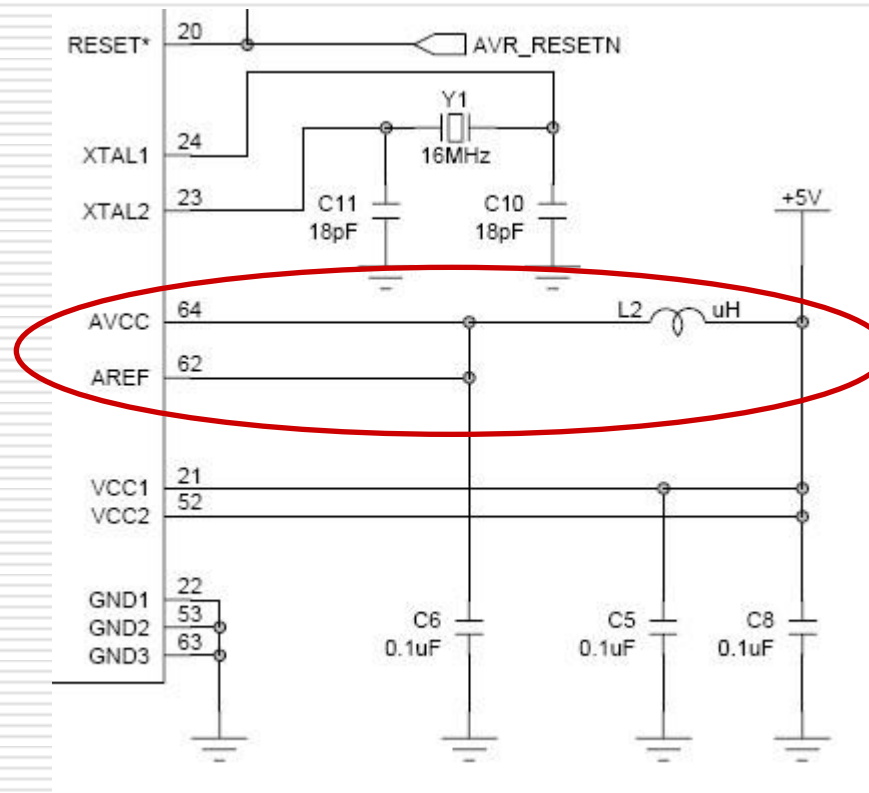 RESET* 20 AVR_RESETN
Y1
XTAL1 24 16MHz
XTAL2 23 C11 C10 +5V
18pF 18pF
AVCC 64 L2 uH
AREF 62
VCC1 21
VCC2 52
GND1 22
GND2 53 C6 C5 C8
GND3 63 0.1uF 0.1uF 0.1uF